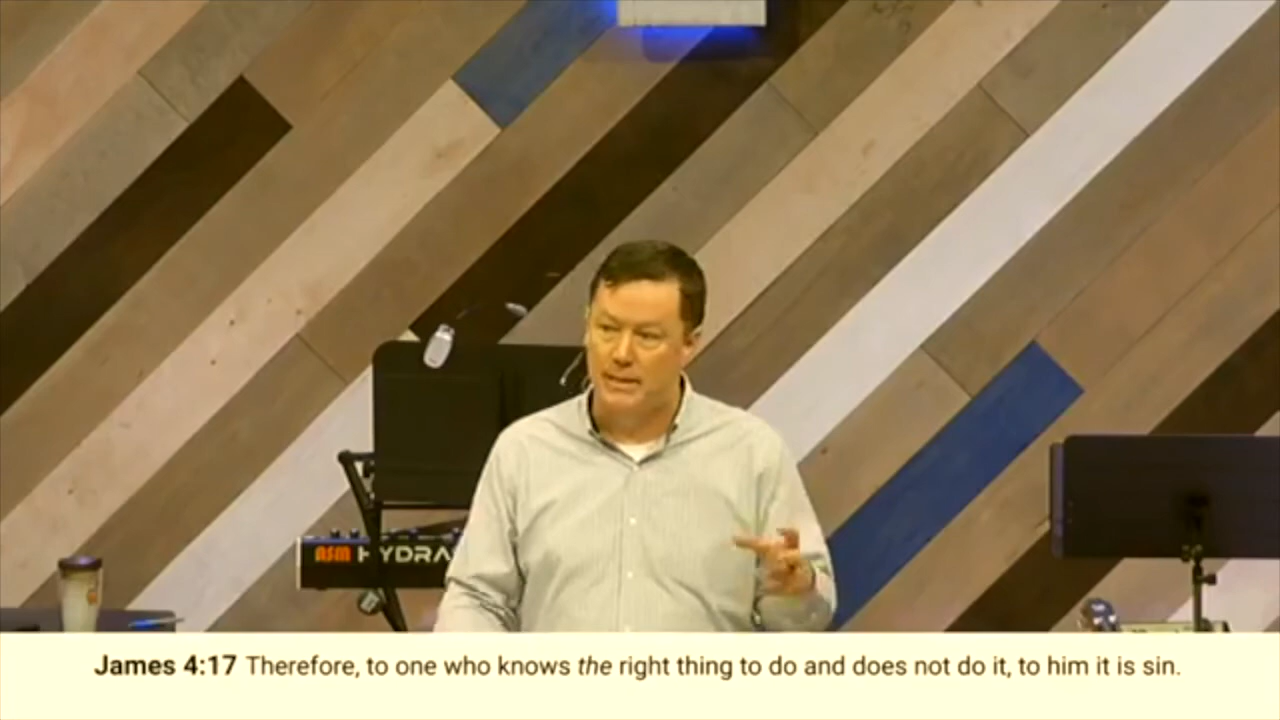 ASM HYDRA
James 4:17 Therefore, to one who knows the right thing to do and does not do it, to him it is sin.